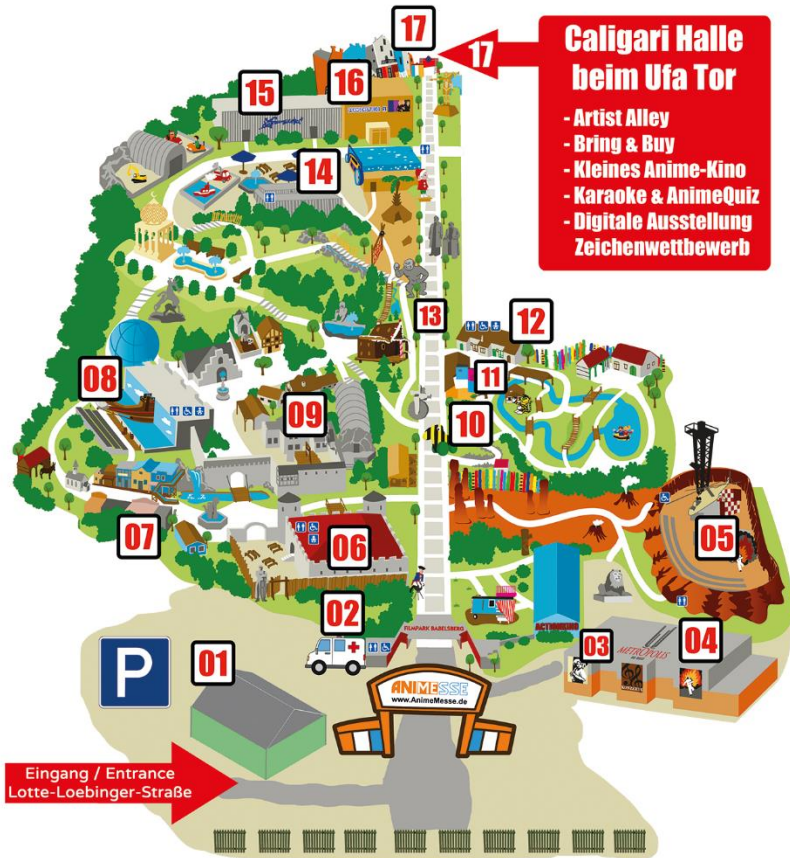 17
17
Caligari Halle
beim Ufa Tor
- Artist Alley
- Bring & Buy
- Kleines Anime-Kino
- Karaoke & AnimeQuiz
- Digitale Ausstellung
Zeichenwettbewerb
16
15
14
13
12
11
08
09
10
05
07
06
02
FILMPARK BABELSBERG
ACTIONKINO
03
04
METROPOLIS
P
01
ANIMESSE
www.AnimeMesse.de
Eingang / Entrance
Lotte-Loebinger-Straße